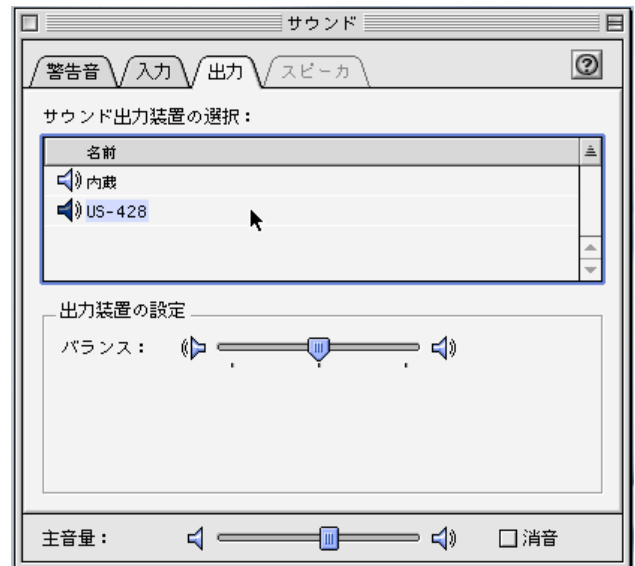 サウンド
警告音 入力 出力 スピーカ
サウンド出力装置の選択：
名前
内蔵
US-428
出力装置の設定
バランス：
主音量： 消音